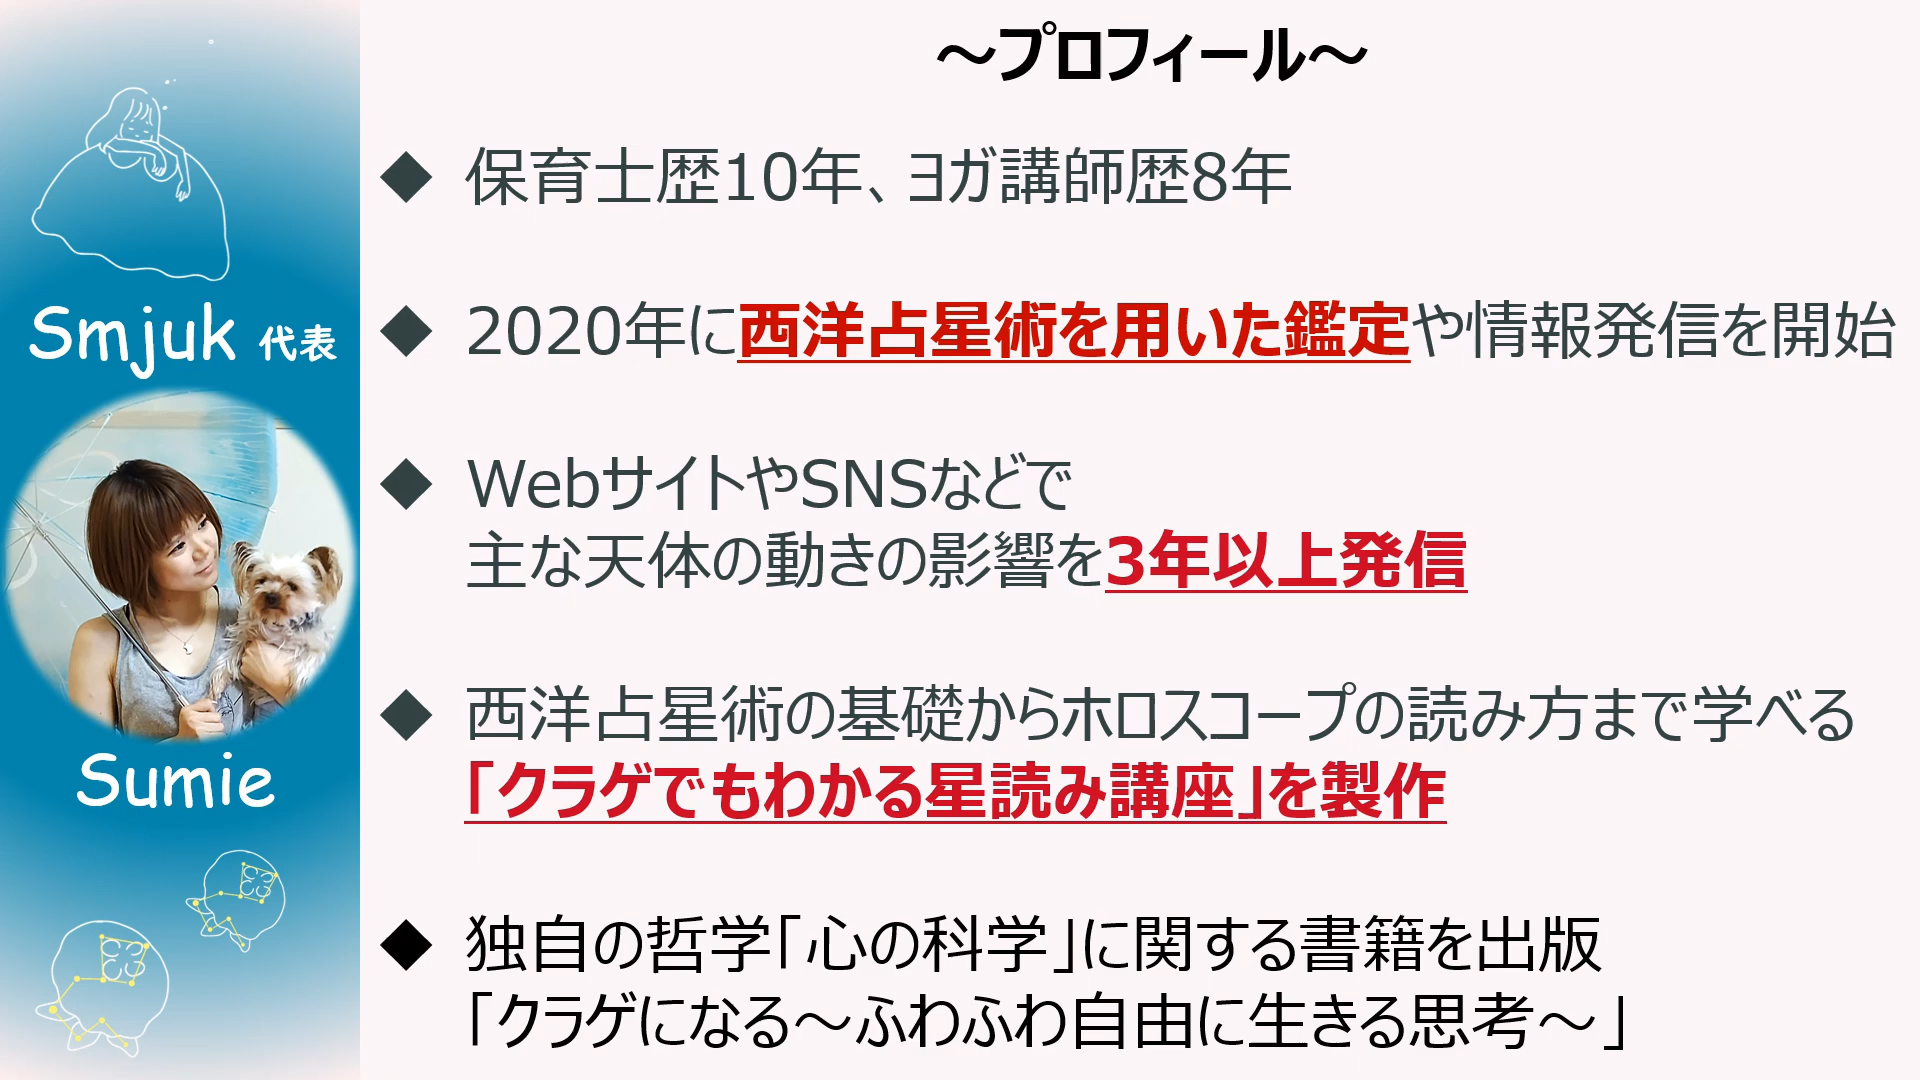 Smjuk 代表
Sumie
～プロフィール～
◆ 保育士歴10年、ヨガ講師歴8年
◆ 2020年に西洋占星術を用いた鑑定や情報発信を開始
◆ WebサイトやSNSなどで
主な天体の動きの影響を3年以上発信
◆ 西洋占星術の基礎からホロスコープの読み方まで学べる
「クラゲでもわかる星読み講座」を製作
◆ 独自の哲学「心の科学」に関する書籍を出版
「クラゲになる～ふわふわ自由に生きる思考～」